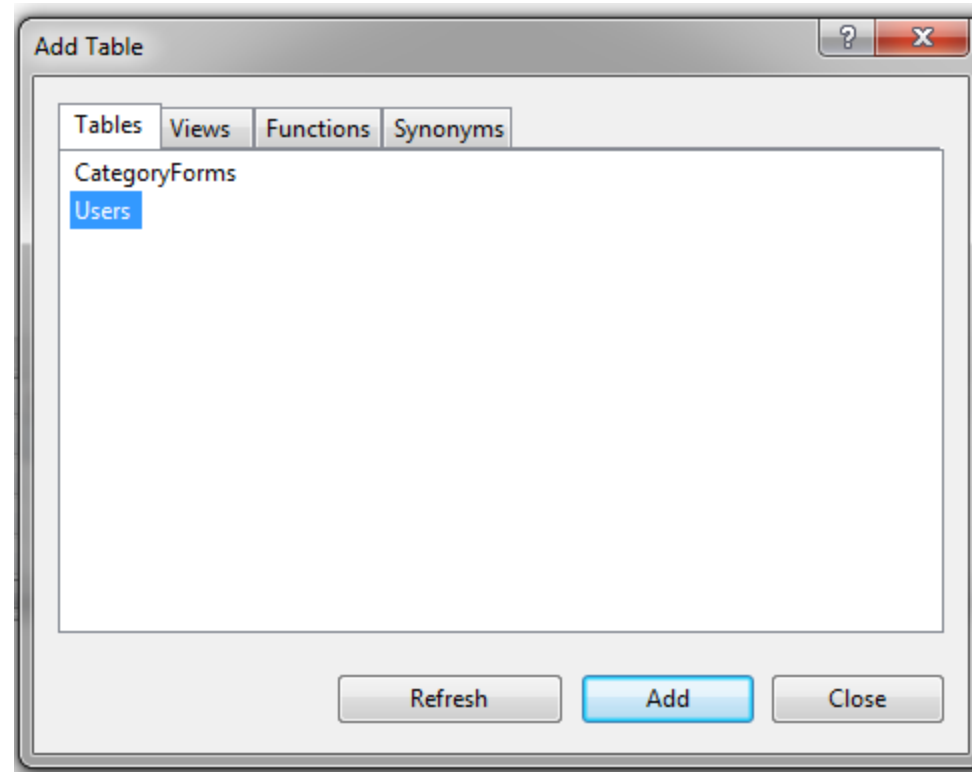 Add Table
?
Tables Views Functions Synonyms
CategoryForms
Users
Refresh Add Close